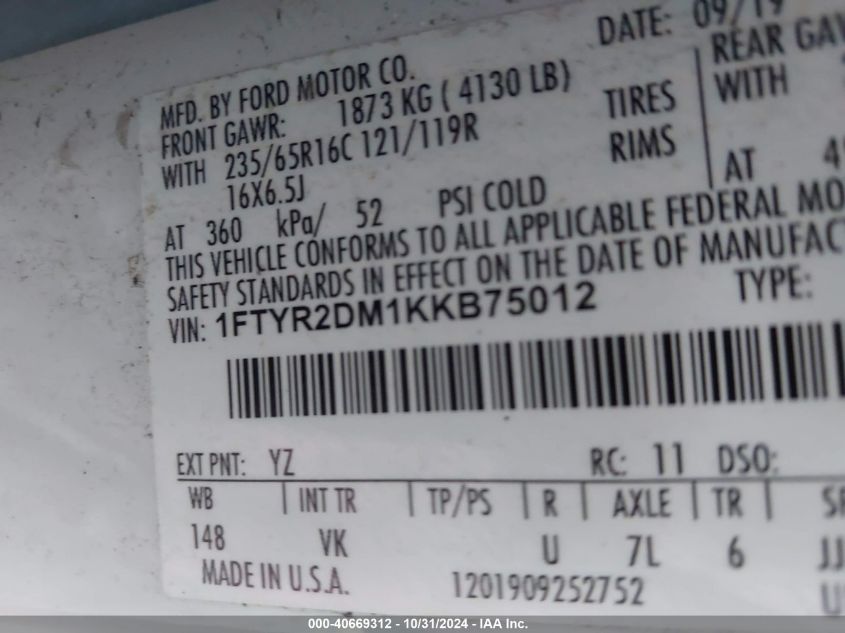 DATE: 09/19
MFD. BY FORD MOTOR CO.
FRONT GAWR: 1873 KG ( 4130 LB)
REAR GAW
WITH 235/65R16C 121/119R TIRES
WITH
16X6.5J RIMS
AT 360 kPa/ 52 PSI COLD
AT 4
THIS VEHICLE CONFORMS TO ALL APPLICABLE FEDERAL MO
SAFETY STANDARDS IN EFFECT ON THE DATE OF MANUFAC
VIN: 1FTYR2DM1KKB75012 TYPE:
EXT PNT: YZ RC: 11 DSO:
WB INT TR TP/PS R AXLE TR
148 VK U 7L 6 JJ
MADE IN U.S.A. 1201909252752
000-40669312 - 10/31/2024 - IAA Inc.